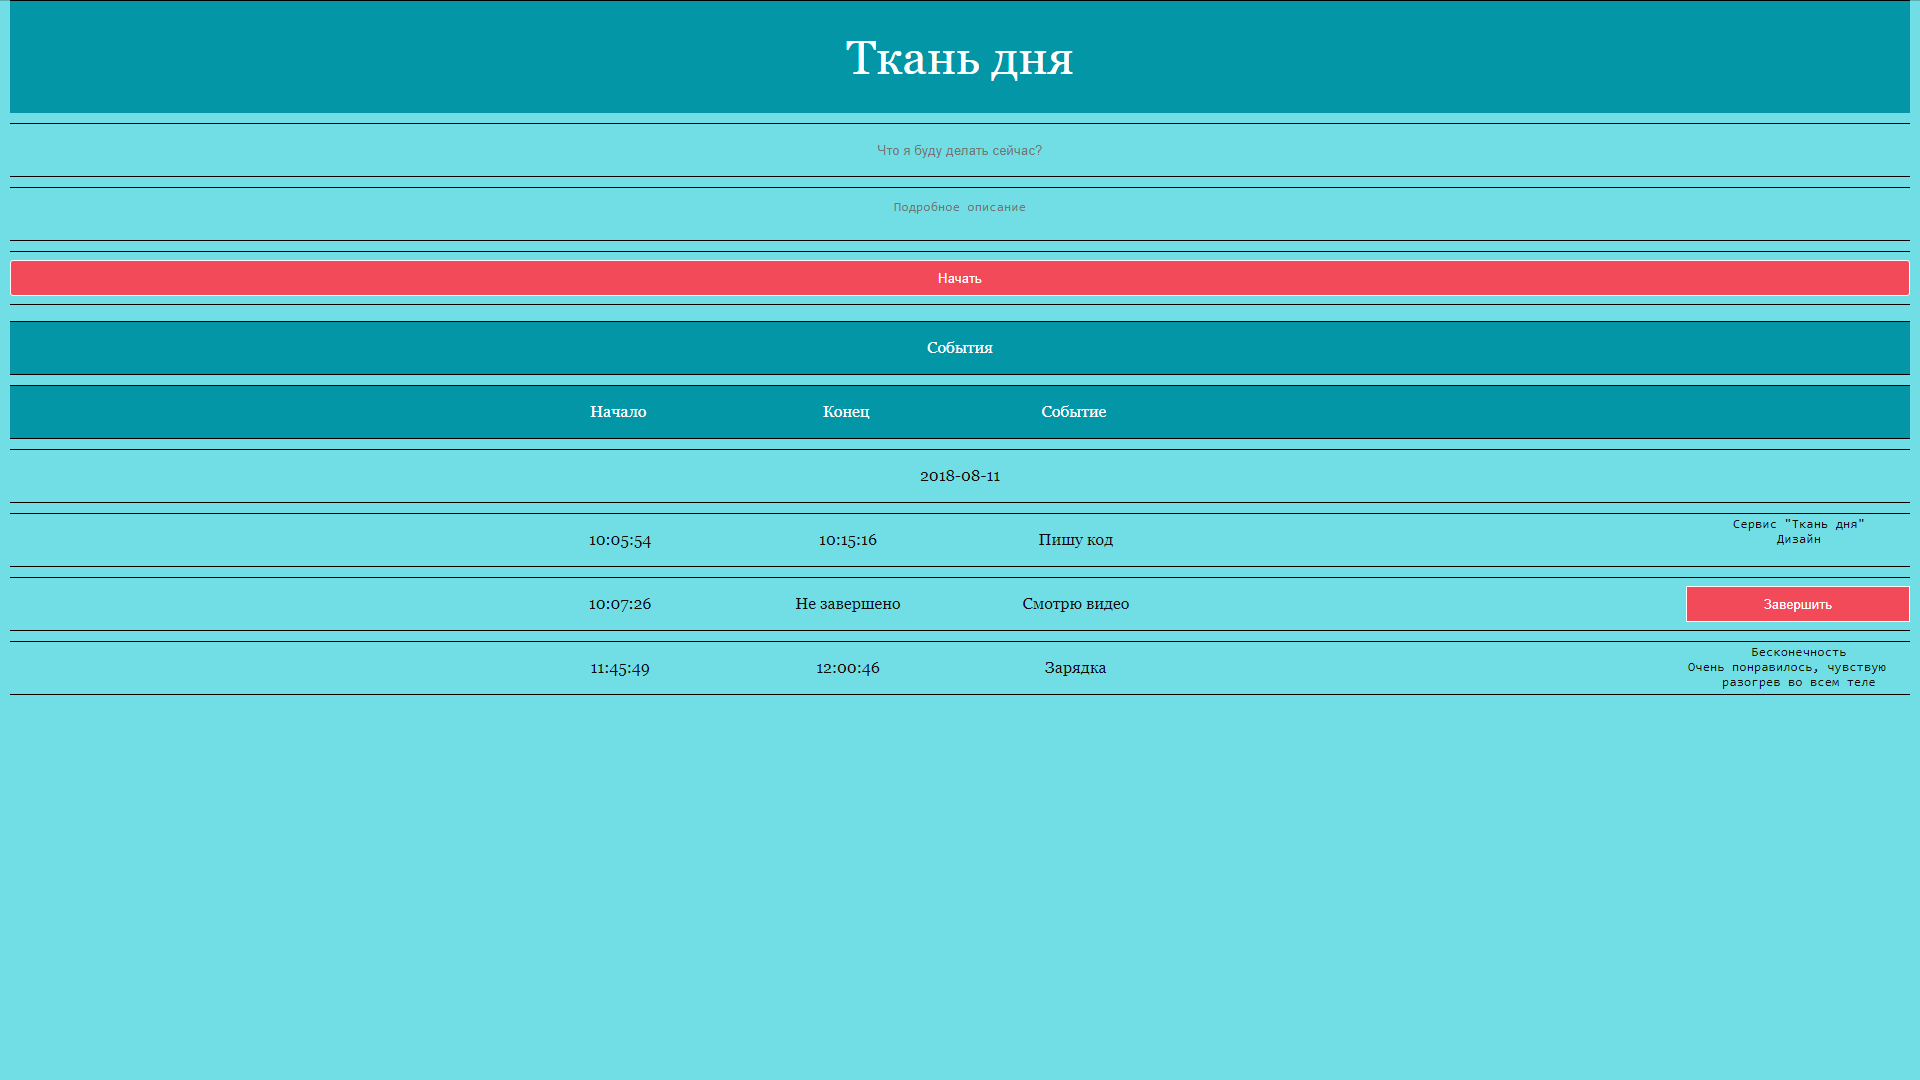 Ткань дня
Что я буду делать сейчас?
Подробное описание
Начать
События
Начало Конец Событие
2018-08-11
10:05:54 10:15:16 Пишу код Сервис "Ткань дня"
Дизайн
10:07:26 Не завершено Смотрю видео Завершить
11:45:49 12:00:46 Зарядка Бесконечность
Очень понравилось, чувствую
разогрев во всем теле